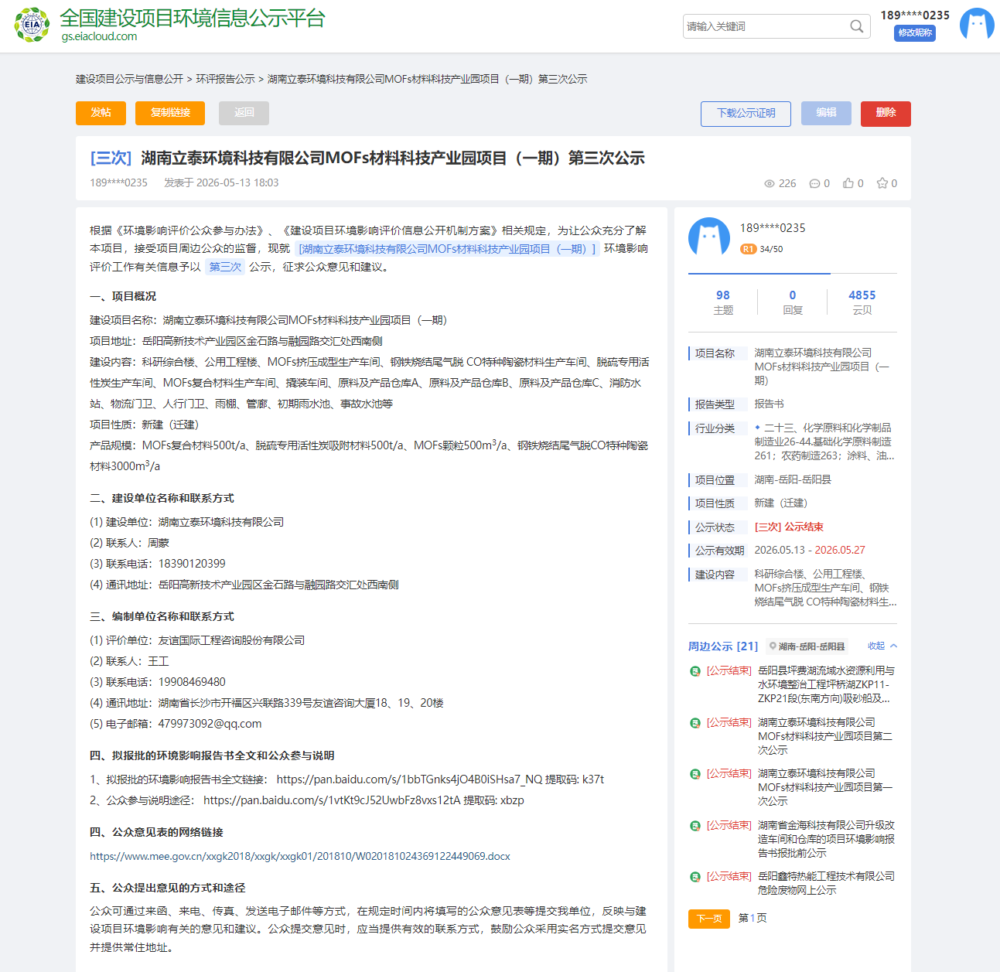 全国建设项目环境信息公示平台
gs.eiacloud.com
EIA
请输入关键词
189****0235
修改昵称
建设项目公示与信息公开 > 环评报告公示 > 湖南立泰环境科技有限公司MOFs材料科技产业园项目（一期）第三次公示
发帖 复制链接 返回 下载公示证明 编辑 删除
[三次] 湖南立泰环境科技有限公司MOFs材料科技产业园项目（一期）第三次公示
189****0235 发表于 2026-05-13 18:03
226 0 0 0
根据《环境影响评价公众参与办法》、《建设项目环境影响评价信息公开机制方案》相关规定，为让公众充分了解
本项目，接受项目周边公众的监督，现就 [湖南立泰环境科技有限公司MOFs材料科技产业园项目（一期）] 环境影响
评价工作有关信息予以 第三次 公示，征求公众意见和建议。
一、项目概况
建设项目名称：湖南立泰环境科技有限公司MOFs材料科技产业园项目（一期）
项目地址：岳阳高新技术产业园区金石路与融园路交汇处西南侧
建设内容：科研综合楼、公用工程楼、MOFs挤压成型生产车间、钢铁烧结尾气脱 CO特种陶瓷材料生产车间、脱硫专用活
性炭生产车间、MOFs复合材料生产车间、撬装车间、原料及产品仓库A、原料及产品仓库B、原料及产品仓库C、消防水
站、物流门卫、人行门卫、雨棚、管廊、初期雨水池、事故水池等
项目性质：新建（迁建）
产品规模：MOFs复合材料500t/a、脱硫专用活性炭吸附材料500t/a、MOFs颗粒500m³/a、钢铁烧结尾气脱CO特种陶瓷
材料3000m³/a
二、建设单位名称和联系方式
(1) 建设单位：湖南立泰环境科技有限公司
(2) 联系人：周蒙
(3) 联系电话：18390120399
(4) 通讯地址：岳阳高新技术产业园区金石路与融园路交汇处西南侧
三、编制单位名称和联系方式
(1) 评价单位：友谊国际工程咨询股份有限公司
(2) 联系人：王工
(3) 联系电话：19908469480
(4) 通讯地址：湖南省长沙市开福区兴联路339号友谊咨询大厦18、19、20楼
(5) 电子邮箱：479973092@qq.com
四、拟报批的环境影响报告书全文和公众参与说明
1、拟报批的环境影响报告书全文链接： https://pan.baidu.com/s/1bbTGnks4jO4B0iSHsa7_NQ 提取码: k37t
2、公众参与说明途径： https://pan.baidu.com/s/1vtKt9cJ52UwbFz8vxs12tA 提取码: xbzp
四、公众意见表的网络链接
https://www.mee.gov.cn/xxgk2018/xxgk/xxgk01/201810/W020181024369122449069.docx
五、公众提出意见的方式和途径
公众可通过来函、来电、传真、发送电子邮件等方式，在规定时间内将填写的公众意见表等提交我单位，反映与建
设项目环境影响有关的意见和建议。公众提交意见时，应当提供有效的联系方式，鼓励公众采用实名方式提交意见
并提供常住地址。
189****0235
R1 34/50
98 0 4855
主题 回复 云贝
项目名称 湖南立泰环境科技有限公司
MOFs材料科技产业园项目（一
期）
报告类型 报告书
行业分类 二十三、化学原料和化学制品
制造业26-44.基础化学原料制造
261；农药制造263；涂料、油...
项目位置 湖南-岳阳-岳阳县
项目性质 新建（迁建）
公示状态 [三次] 公示结束
公示有效期 2026.05.13 - 2026.05.27
建设内容 科研综合楼、公用工程楼、
MOFs挤压成型生产车间、钢铁
烧结尾气脱 CO特种陶瓷材料生...
周边公示 [21] 湖南-岳阳-岳阳县 收起
[公示结束] 岳阳县坪费湖流域水资源利用与
水环境整治工程坪桥湖ZKP11-
ZKP21段(东南方向)吸砂船及...
[公示结束] 湖南立泰环境科技有限公司
MOFs材料科技产业园项目第二
次公示
[公示结束] 湖南立泰环境科技有限公司
MOFs材料科技产业园项目第一
次公示
[公示结束] 湖南省金海科技有限公司升级改
造车间和仓库的项目环境影响报
告书报批前公示
[公示结束] 岳阳鑫特热能工程技术有限公司
危险废物网上公示
下一页 第1页